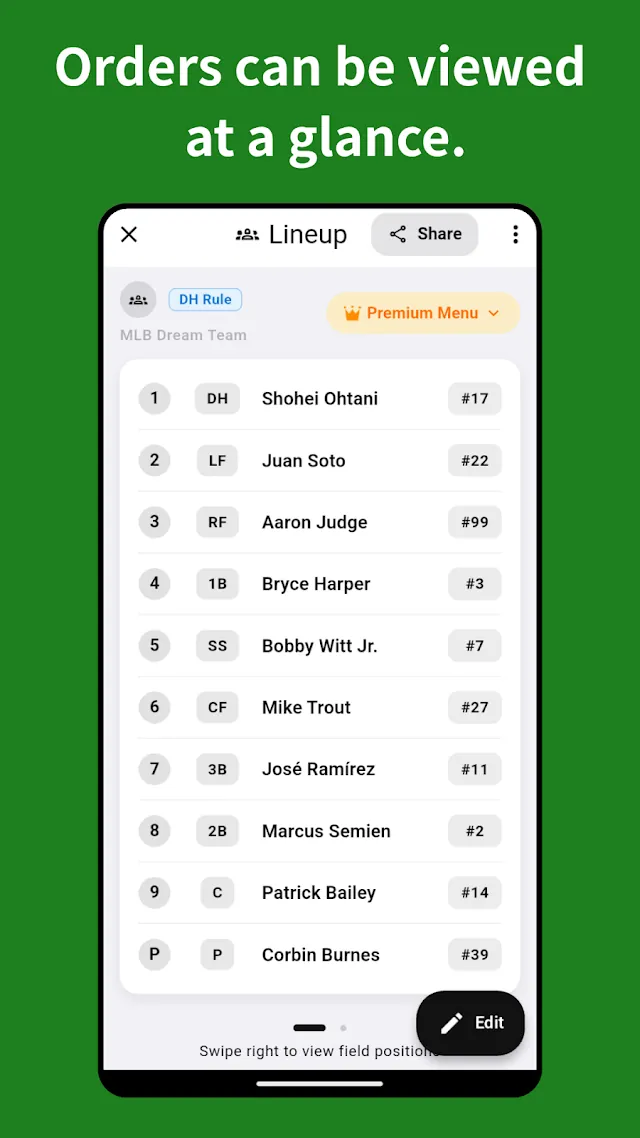 Orders can be viewed
at a glance.
Lineup
Share
DH Rule
Premium Menu
MLB Dream Team
1 DH Shohei Ohtani #17
2 LF Juan Soto #22
3 RF Aaron Judge #99
4 1B Bryce Harper #3
5 SS Bobby Witt Jr. #7
6 CF Mike Trout #27
7 3B José Ramírez #11
8 2B Marcus Semien #2
9 C Patrick Bailey #14
P P Corbin Burnes #39
Edit
Swipe right to view field positions